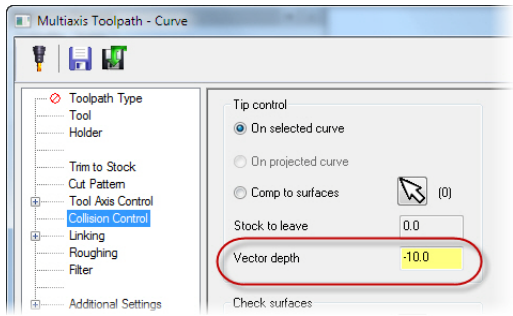 Multiaxis Toolpath - Curve
Toolpath Type
Tool
Holder
Trim to Stock
Cut Pattern
Tool Axis Control
Collision Control
Linking
Roughing
Filter
Additional Settings
Tip control
On selected curve
On projected curve
Comp to surfaces (0)
Stock to leave 0.0
Vector depth -10.0
Check surfaces